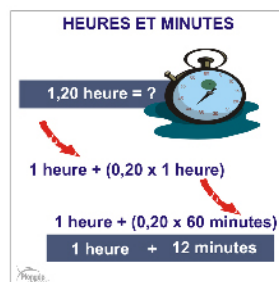 HEURES ET MINUTES
1,20 heure = ?
1 heure + (0,20 x 1 heure)
1 heure + (0,20 x 60 minutes)
1 heure + 12 minutes